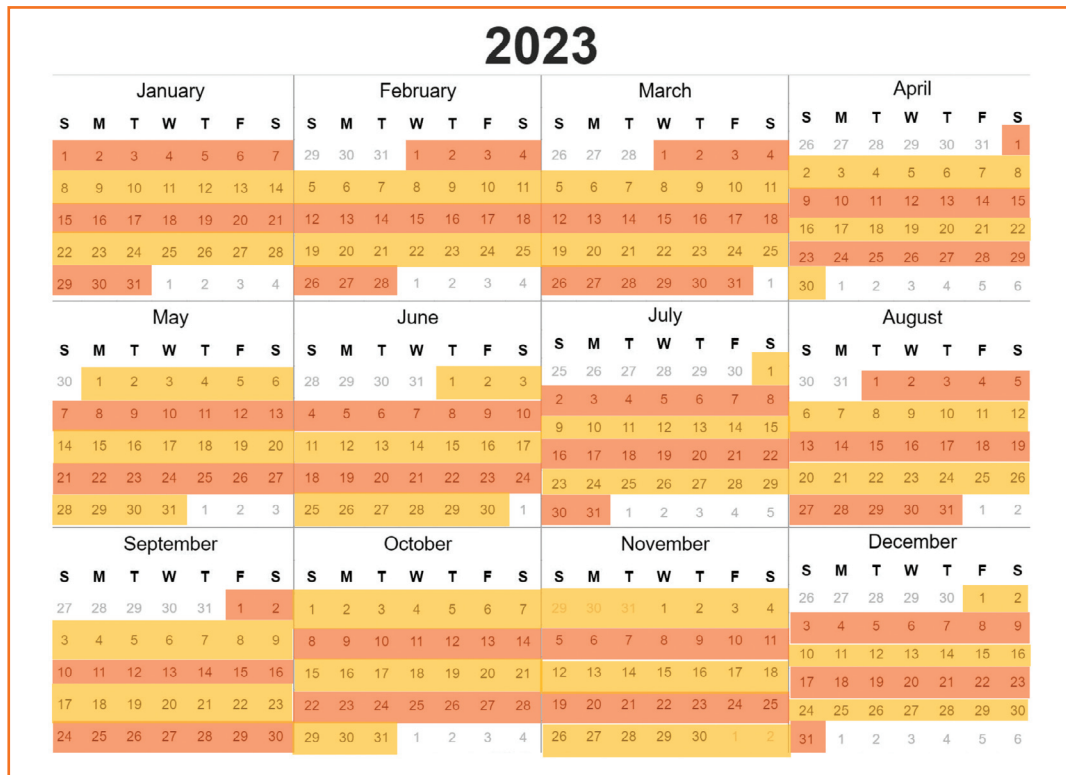 2023
January
S M T W T F S
1 2 3 4 5 6 7
8 9 10 11 12 13 14
15 16 17 18 19 20 21
22 23 24 25 26 27 28
29 30 31 1 2 3 4
February
S M T W T F S
29 30 31 1 2 3 4
5 6 7 8 9 10 11
12 13 14 15 16 17 18
19 20 21 22 23 24 25
26 27 28 1 2 3 4
March
S M T W T F S
26 27 28 1 2 3 4
5 6 7 8 9 10 11
12 13 14 15 16 17 18
19 20 21 22 23 24 25
26 27 28 29 30 31 1
April
S M T W T F S
26 27 28 29 30 31 1
2 3 4 5 6 7 8
9 10 11 12 13 14 15
16 17 18 19 20 21 22
23 24 25 26 27 28 29
30 1 2 3 4 5 6
May
S M T W T F S
30 1 2 3 4 5 6
7 8 9 10 11 12 13
14 15 16 17 18 19 20
21 22 23 24 25 26 27
28 29 30 31 1 2 3
June
S M T W T F S
28 29 30 31 1 2 3
4 5 6 7 8 9 10
11 12 13 14 15 16 17
18 19 20 21 22 23 24
25 26 27 28 29 30 1
July
S M T W T F S
25 26 27 28 29 30 1
2 3 4 5 6 7 8
9 10 11 12 13 14 15
16 17 18 19 20 21 22
23 24 25 26 27 28 29
30 31 1 2 3 4 5
August
S M T W T F S
30 31 1 2 3 4 5
6 7 8 9 10 11 12
13 14 15 16 17 18 19
20 21 22 23 24 25 26
27 28 29 30 31 1 2
September
S M T W T F S
27 28 29 30 31 1 2
3 4 5 6 7 8 9
10 11 12 13 14 15 16
17 18 19 20 21 22 23
24 25 26 27 28 29 30
October
S M T W T F S
1 2 3 4 5 6 7
8 9 10 11 12 13 14
15 16 17 18 19 20 21
22 23 24 25 26 27 28
29 30 31 1 2 3 4
November
S M T W T F S
29 30 31 1 2 3 4
5 6 7 8 9 10 11
12 13 14 15 16 17 18
19 20 21 22 23 24 25
26 27 28 29 30 1 2
December
S M T W T F S
26 27 28 29 30 1 2
3 4 5 6 7 8 9
10 11 12 13 14 15 16
17 18 19 20 21 22 23
24 25 26 27 28 29 30
31 1 2 3 4 5 6